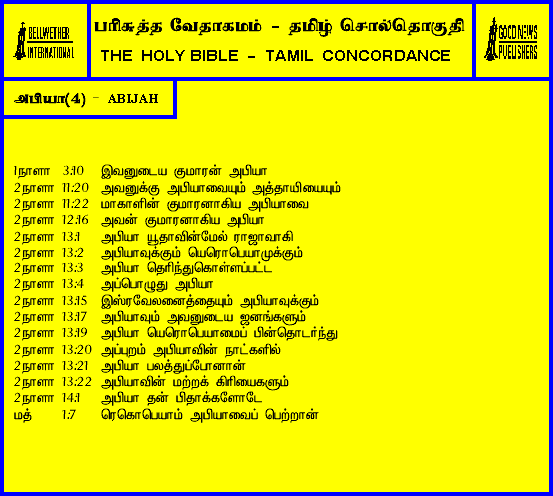 BELLWETHER
INTERNATIONAL
பரிசுத்த வேதாகமம் - தமிழ் சொல்தொகுதி
THE HOLY BIBLE - TAMIL CONCORDANCE
GOOD NEWS
PUBLISHERS
அபியா(4) - ABIJAH
1நாளா 3:10 இவனுடைய குமாரன் அபியா
2நாளா 11:20 அவனுக்கு அபியாவையும் அத்தாயியையும்
2நாளா 11:22 மாகாளின் குமாரனாகிய அபியாவை
2நாளா 12:16 அவன் குமாரனாகிய அபியா
2நாளா 13:1 அபியா யூதாவின்மேல் ராஜாவாகி
2நாளா 13:2 அபியாவுக்கும் யெரொபெயாமுக்கும்
2நாளா 13:3 அபியா தெரிந்துகொள்ளப்பட்ட
2நாளா 13:4 அப்பொழுது அபியா
2நாளா 13:15 இஸ்ரவேலனைத்தையும் அபியாவுக்கும்
2நாளா 13:17 அபியாவும் அவனுடைய ஜனங்களும்
2நாளா 13:19 அபியா யெரொபெயாமைப் பின்தொடர்ந்து
2நாளா 13:20 அப்புறம் அபியாவின் நாட்களில்
2நாளா 13:21 அபியா பலத்துப்போனான்
2நாளா 13:22 அபியாவின் மற்றக் கிரியைகளும்
2நாளா 14:1 அபியா தன் பிதாக்களோடே
மத் 1:7 ரெகொபெயாம் அபியாவைப் பெற்றான்